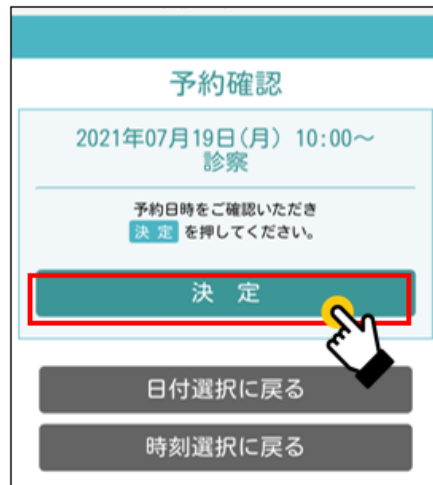 予約確認
2021年07月19日(月) 10:00～
診察
予約日時をご確認いただき
決 定 を押してください。
決 定
日付選択に戻る
時刻選択に戻る